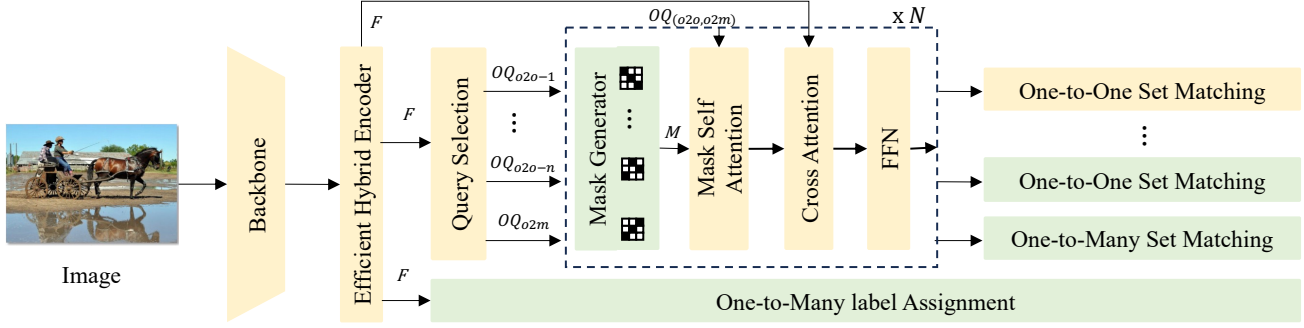 F
OQ(o2o,o2m)
x N
Image
Backbone
Efficient Hybrid Encoder
F
F
Query Selection
OQo2o−1
⋮
OQo2o−n
OQo2m
Mask Generator
⋮
M
Mask Self
Attention
Cross Attention
FFN
One-to-One Set Matching
⋮
One-to-One Set Matching
One-to-Many Set Matching
One-to-Many label Assignment